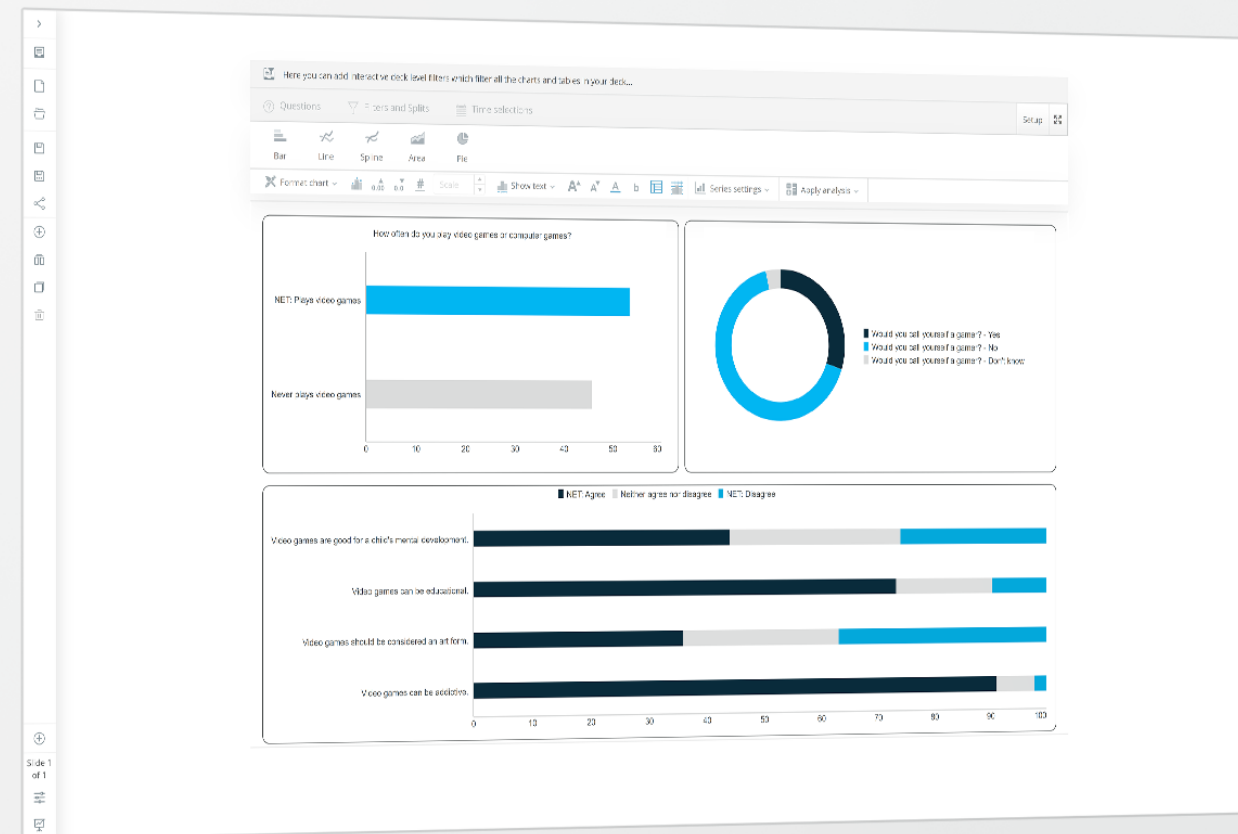 Here you can add interactive deck level filters which filter all the charts and tables in your deck...
Questions
Filters and Splits
Time selections
Setup
Bar
Line
Spline
Area
Pie
Format chart
0.00
0.0
#
Scale
Show text
A
A
A
b
Series settings
Apply analysis
How often do you play video games or computer games?
NET: Plays video games
Never plays video games
0 10 20 30 40 50 60
Would you call yourself a gamer? - Yes
Would you call yourself a gamer? - No
Would you call yourself a gamer? - Don't know
NET: Agree
Neither agree nor disagree
NET: Disagree
Video games are good for a child's mental development.
Video games can be educational.
Video games should be considered an art form.
Video games can be addictive.
0 10 20 30 40 50 60 70 80 90 100
Slide 1
of 1